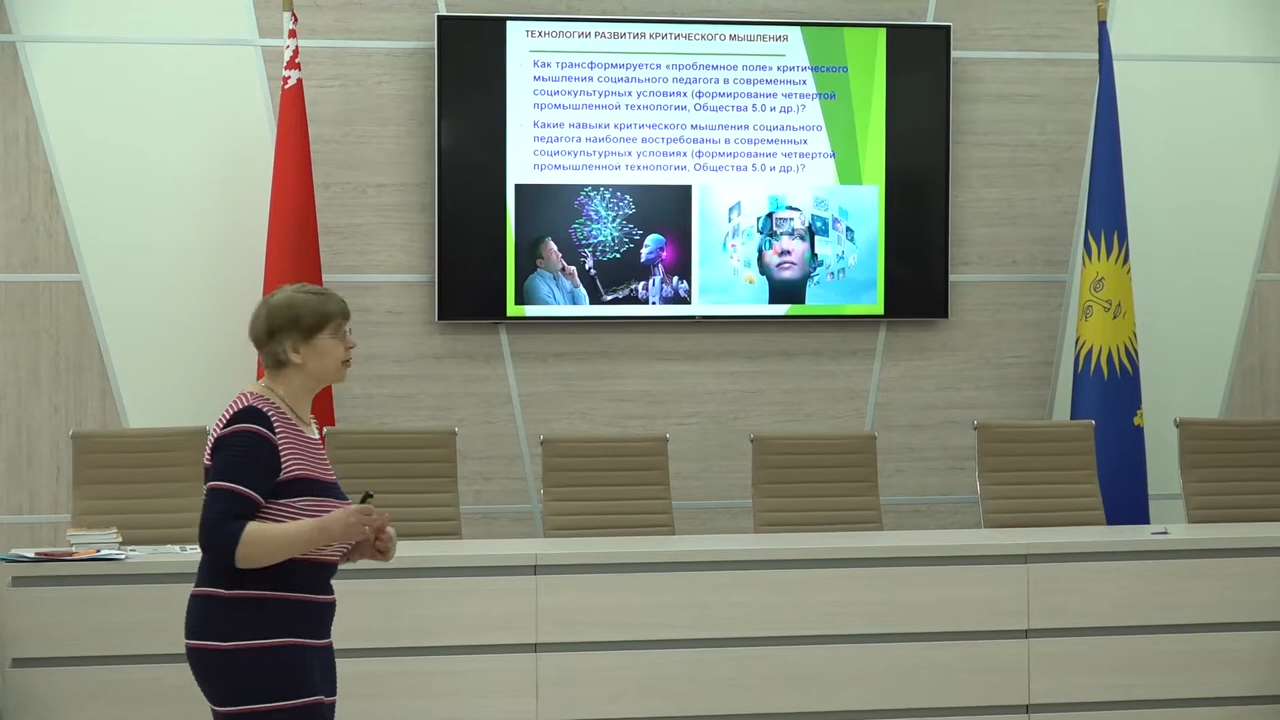 ТЕХНОЛОГИИ РАЗВИТИЯ КРИТИЧЕСКОГО МЫШЛЕНИЯ
Как трансформируется «проблемное поле» критического
мышления социального педагога в современных
социокультурных условиях (формирование четвертой
промышленной технологии, Общества 5.0 и др.)?
Какие навыки критического мышления социального
педагога наиболее востребованы в современных
социокультурных условиях (формирование четвертой
промышленной технологии, Общества 5.0 и др.)?